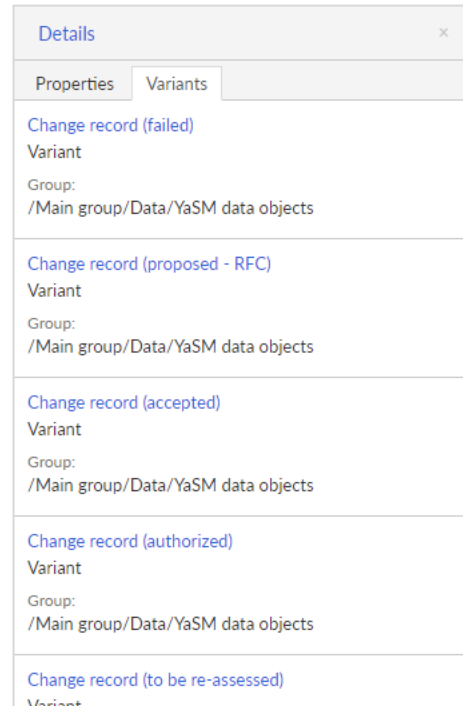 Details ×
Properties Variants
Change record (failed)
Variant
Group:
/Main group/Data/YaSM data objects
Change record (proposed - RFC)
Variant
Group:
/Main group/Data/YaSM data objects
Change record (accepted)
Variant
Group:
/Main group/Data/YaSM data objects
Change record (authorized)
Variant
Group:
/Main group/Data/YaSM data objects
Change record (to be re-assessed)
Variant